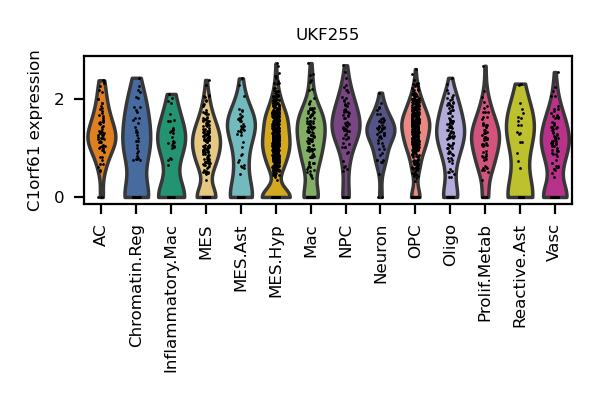 UKF255
C1orf61 expression
2
0
AC
Chromatin.Reg
Inflammatory.Mac
MES
MES.Ast
MES.Hyp
Mac
NPC
Neuron
OPC
Oligo
Prolif.Metab
Reactive.Ast
Vasc